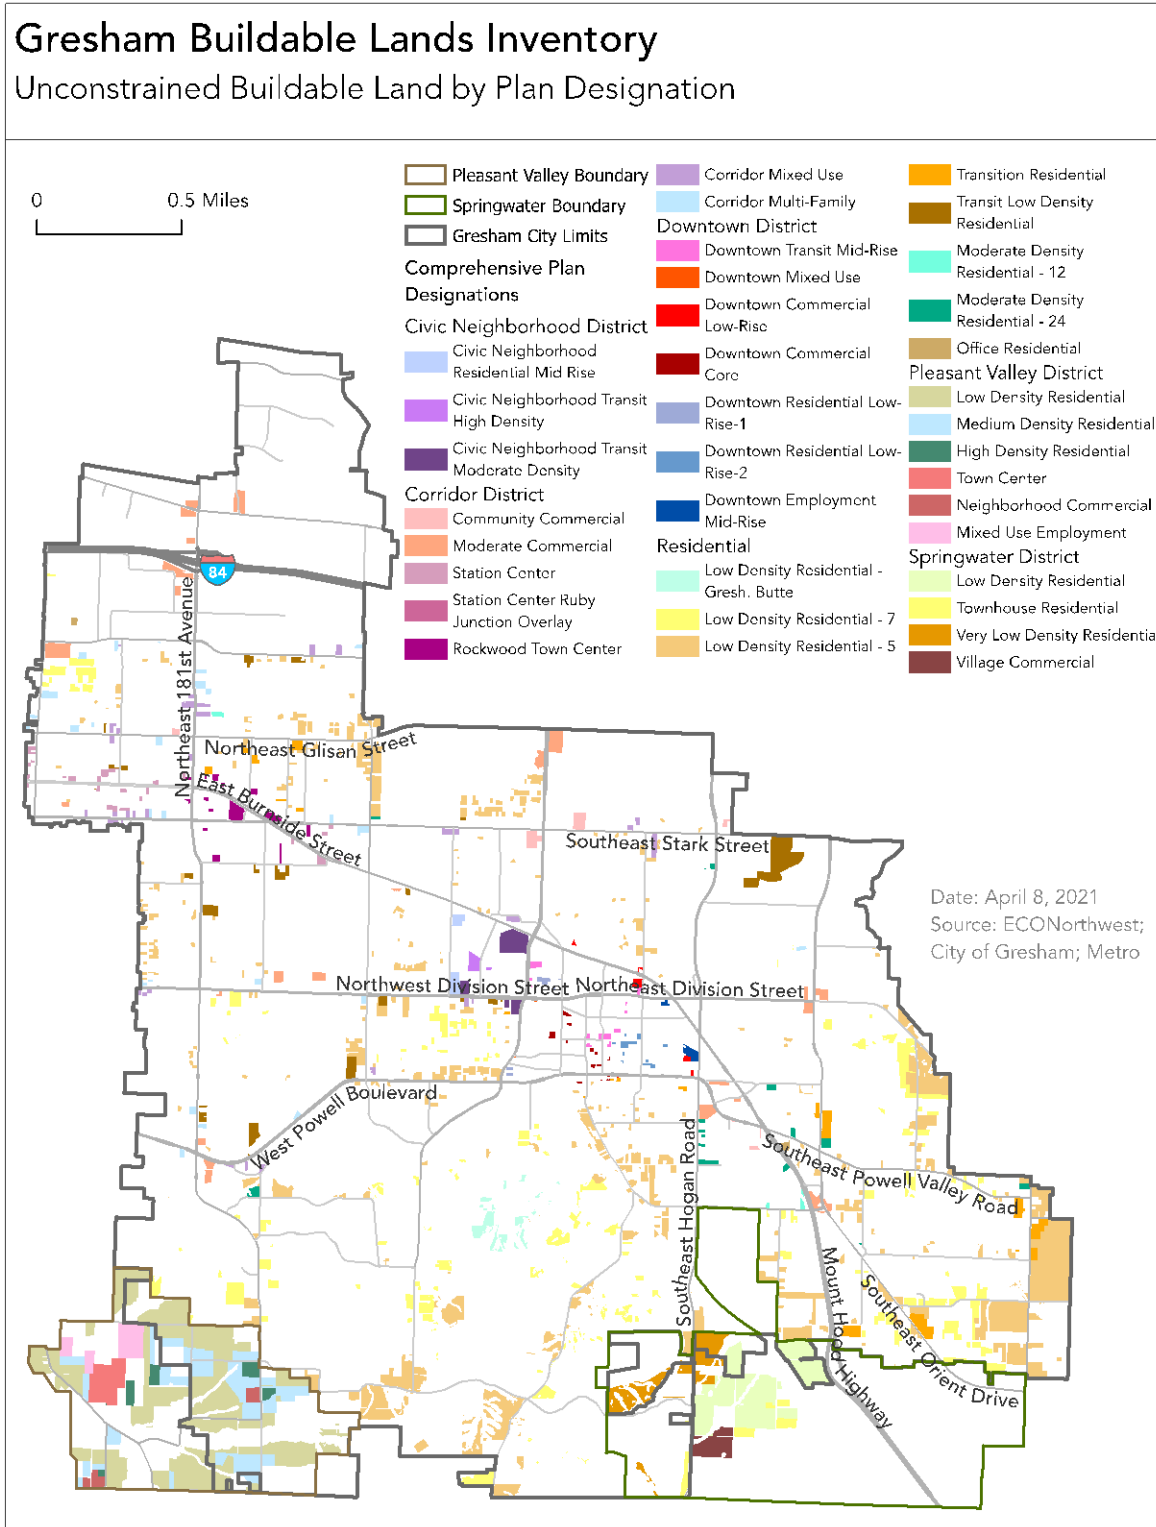 Gresham Buildable Lands Inventory
Unconstrained Buildable Land by Plan Designation
0
0.5 Miles
Pleasant Valley Boundary
Springwater Boundary
Gresham City Limits
Comprehensive Plan
Designations
Civic Neighborhood District
Civic Neighborhood
Residential Mid Rise
Civic Neighborhood Transit
High Density
Civic Neighborhood Transit
Moderate Density
Corridor District
Community Commercial
Moderate Commercial
Station Center
Station Center Ruby
Junction Overlay
Rockwood Town Center
Corridor Mixed Use
Corridor Multi-Family
Downtown District
Downtown Transit Mid-Rise
Downtown Mixed Use
Downtown Commercial
Low-Rise
Downtown Commercial
Core
Downtown Residential Low-
Rise-1
Downtown Residential Low-
Rise-2
Downtown Employment
Mid-Rise
Residential
Low Density Residential -
Gresh. Butte
Low Density Residential - 7
Low Density Residential - 5
Transition Residential
Transit Low Density
Residential
Moderate Density
Residential - 12
Moderate Density
Residential - 24
Office Residential
Pleasant Valley District
Low Density Residential
Medium Density Residential
High Density Residential
Town Center
Neighborhood Commercial
Mixed Use Employment
Springwater District
Low Density Residential
Townhouse Residential
Very Low Density Residentia
Village Commercial
84
Northeast 181st Avenue
Northeast Glisan Street
East Burnside Street
Southeast Stark Street
Date: April 8, 2021
Source: ECONorthwest;
City of Gresham; Metro
Northwest Division Street
Northeast Division Street
West Powell Boulevard
Southeast Hogan Road
Southeast Powell Valley Road
Mount Hood Highway
Southeast Orient Drive